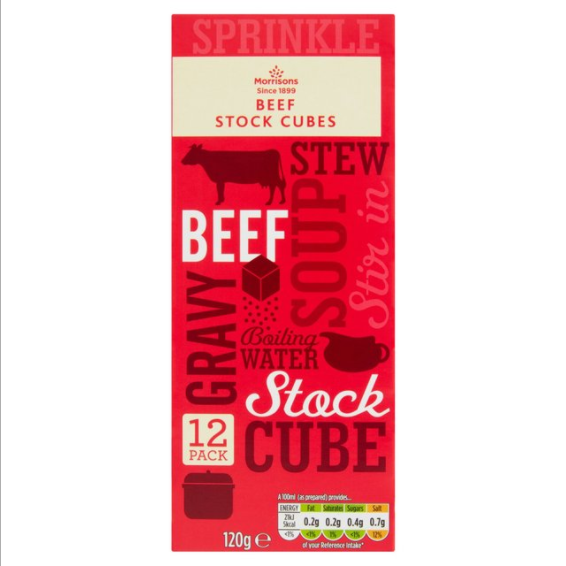 SPRINKLE
Morrisons
Since 1899
BEEF
STOCK CUBES
STEW
SOUP
Stir in
BEEF
GRAVY
Boiling
WATER
Stock
CUBE
12
PACK
A 100ml (as prepared) provides...
ENERGY Fat Saturates Sugars Salt
21kJ
5kcal 0.2g 0.2g 0.4g 0.7g
<1% <1% 1% <1% 12%
of your Reference Intake*
120g e